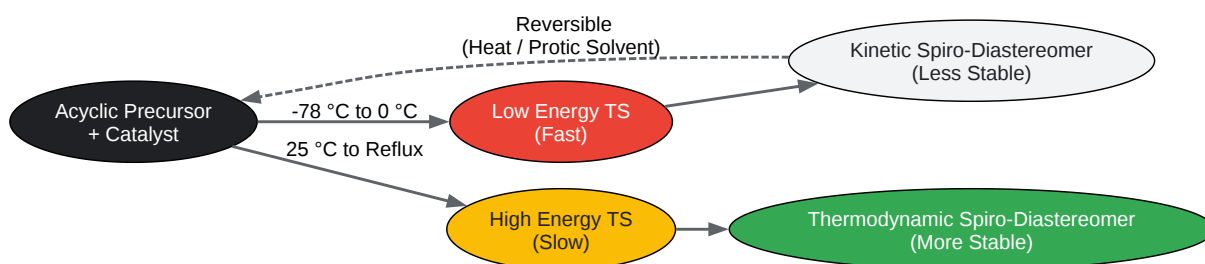 Reversible
(Heat / Protic Solvent)
Kinetic Spiro-Diastereomer
(Less Stable)
Acyclic Precursor
+ Catalyst
-78 °C to 0 °C
Low Energy TS
(Fast)
25 °C to Reflux
High Energy TS
(Slow)
Thermodynamic Spiro-Diastereomer
(More Stable)